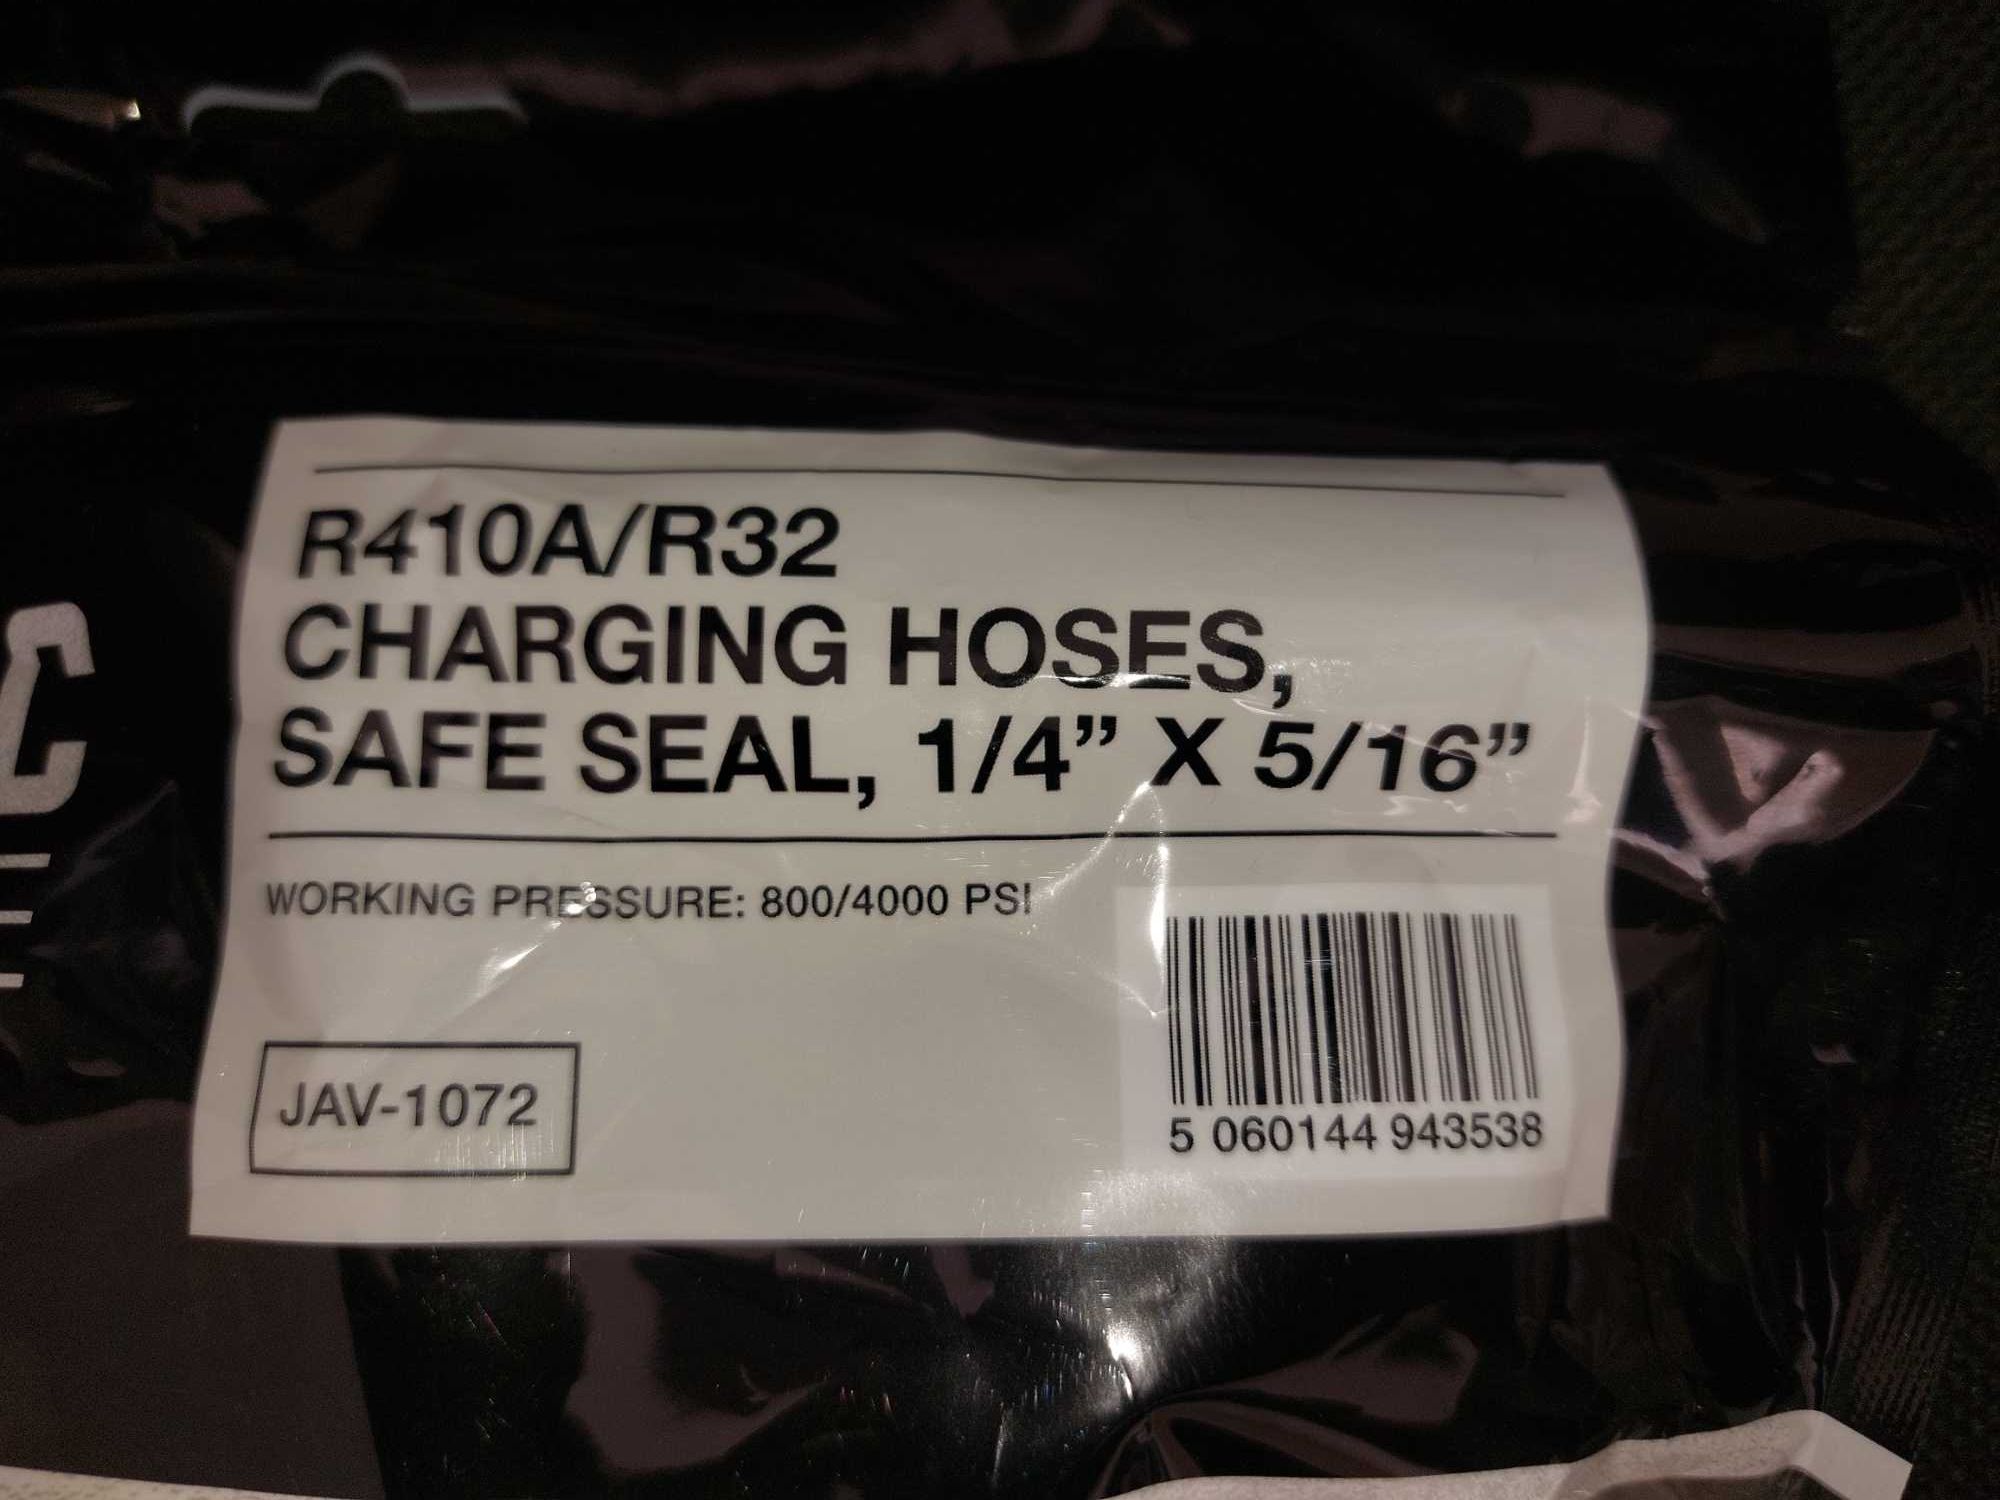 R410A/R32
CHARGING HOSES,
SAFE SEAL, 1/4” X 5/16”
WORKING PRESSURE: 800/4000 PSI
JAV-1072
5 060144 943538